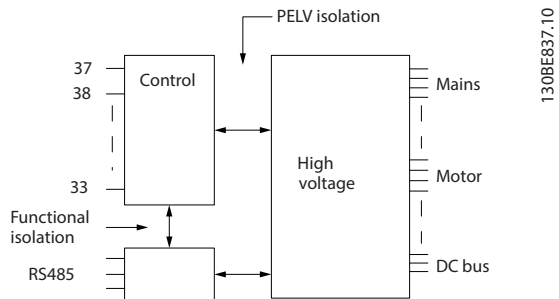 PELV isolation
130BE837.10
37
Control
Mains
38
High
voltage
Motor
33
Functional
isolation
RS485
DC bus